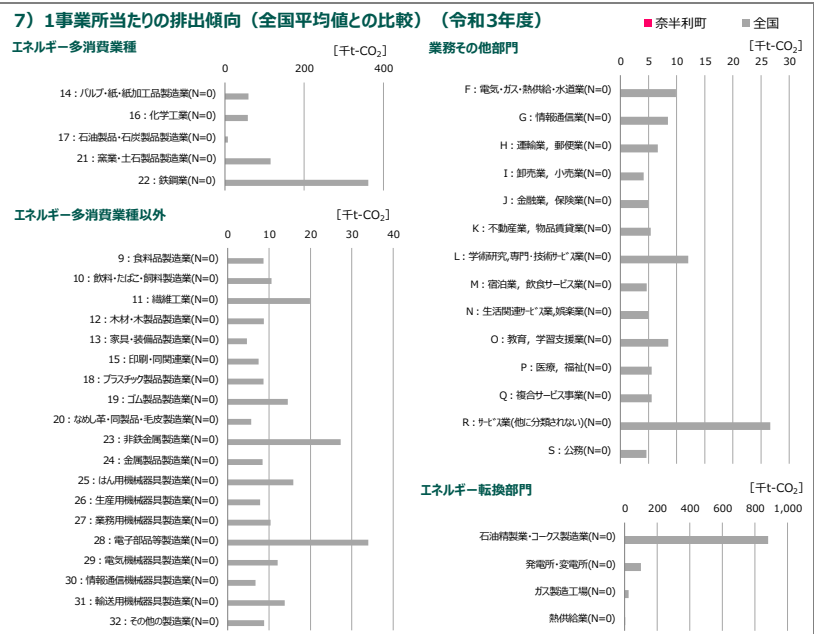 7）1事業所当たりの排出傾向（全国平均値との比較）（令和3年度）
■奈半利町 ■全国
エネルギー多消費業種
[千t-CO₂]
0 200 400
14：パルプ・紙・紙加工品製造業(N=0)
16：化学工業(N=0)
17：石油製品・石炭製品製造業(N=0)
21：窯業・土石製品製造業(N=0)
22：鉄鋼業(N=0)
エネルギー多消費業種以外
[千t-CO₂]
0 10 20 30 40
9：食料品製造業(N=0)
10：飲料・たばこ・飼料製造業(N=0)
11：繊維工業(N=0)
12：木材・木製品製造業(N=0)
13：家具・装備品製造業(N=0)
15：印刷・同関連業(N=0)
18：プラスチック製品製造業(N=0)
19：ゴム製品製造業(N=0)
20：なめし革・同製品・毛皮製造業(N=0)
23：非鉄金属製造業(N=0)
24：金属製品製造業(N=0)
25：はん用機械器具製造業(N=0)
26：生産用機械器具製造業(N=0)
27：業務用機械器具製造業(N=0)
28：電子部品等製造業(N=0)
29：電気機械器具製造業(N=0)
30：情報通信機械器具製造業(N=0)
31：輸送用機械器具製造業(N=0)
32：その他の製造業(N=0)
業務その他部門
[千t-CO₂]
0 5 10 15 20 25 30
F：電気・ガス・熱供給・水道業(N=0)
G：情報通信業(N=0)
H：運輸業，郵便業(N=0)
I：卸売業，小売業(N=0)
J：金融業，保険業(N=0)
K：不動産業，物品賃貸業(N=0)
L：学術研究,専門・技術ｻｰﾋﾞｽ業(N=0)
M：宿泊業，飲食サービス業(N=0)
N：生活関連ｻｰﾋﾞｽ業,娯楽業(N=0)
O：教育，学習支援業(N=0)
P：医療，福祉(N=0)
Q：複合サービス事業(N=0)
R：ｻｰﾋﾞｽ業(他に分類されない)(N=0)
S：公務(N=0)
エネルギー転換部門
[千t-CO₂]
0 200 400 600 800 1,000
石油精製業・コークス製造業(N=0)
発電所・変電所(N=0)
ガス製造工場(N=0)
熱供給業(N=0)